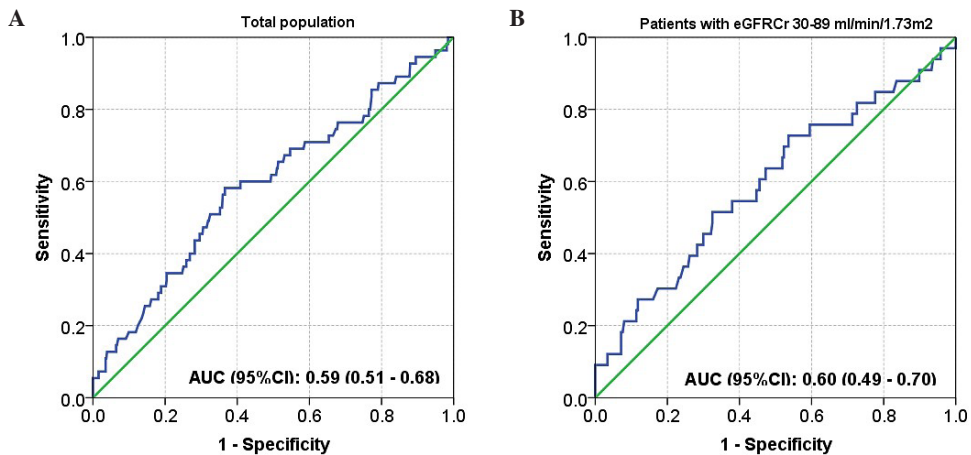 A
Total population
Sensitivity
1.0
0.8
0.6
0.4
0.2
0.0
AUC (95%CI): 0.59 (0.51 - 0.68)
0.0 0.2 0.4 0.6 0.8 1.0
1 - Specificity
B
Patients with eGFRCr 30-89 ml/min/1.73m2
Sensitivity
1.0
0.8
0.6
0.4
0.2
0.0
AUC (95%CI): 0.60 (0.49 - 0.70)
0.0 0.2 0.4 0.6 0.8 1.0
1 - Specificity